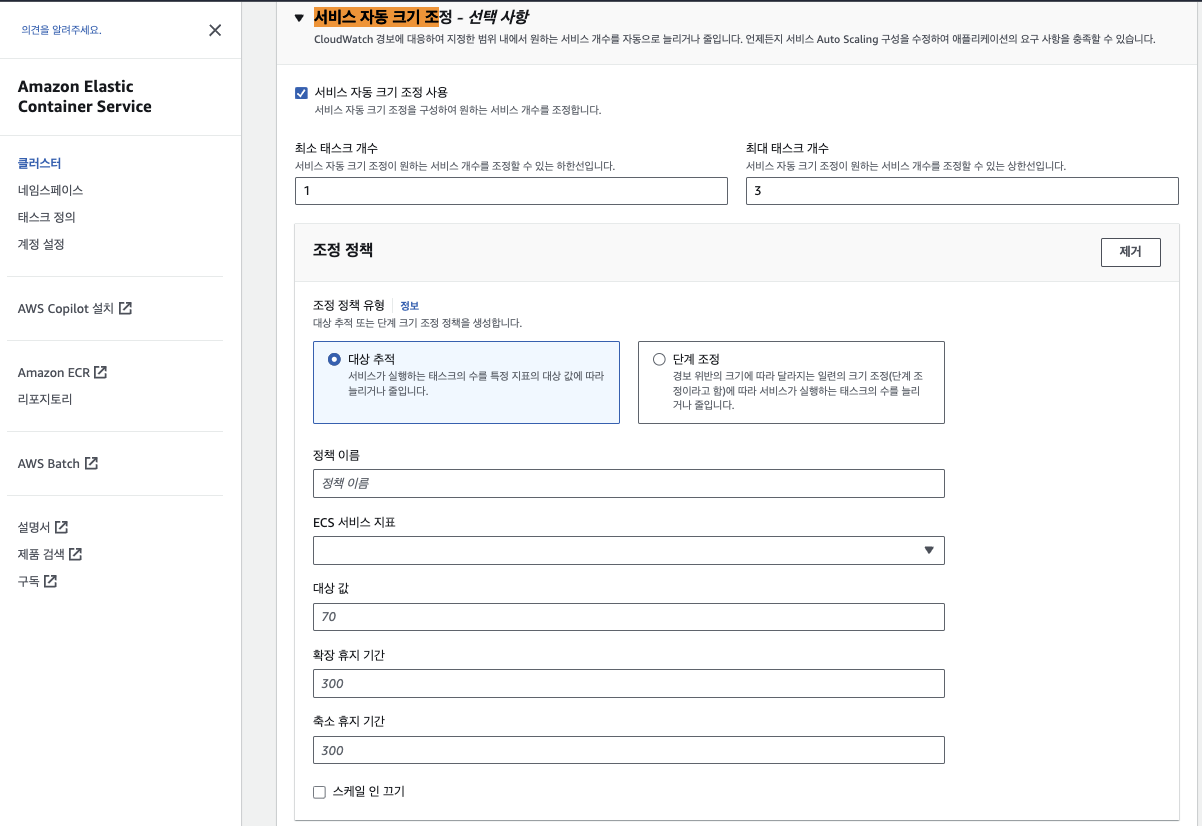 의견을 알려주세요.
Amazon Elastic
Container Service
클러스터
네임스페이스
태스크 정의
계정 설정
AWS Copilot 설치
Amazon ECR
리포지토리
AWS Batch
설명서
제품 검색
구독
서비스 자동 크기 조정 - 선택 사항
CloudWatch 경보에 대응하여 지정한 범위 내에서 원하는 서비스 개수를 자동으로 늘리거나 줄입니다. 언제든지 서비스 Auto Scaling 구성을 수정하여 애플리케이션의 요구 사항을 충족할 수 있습니다.
서비스 자동 크기 조정 사용
서비스 자동 크기 조정을 구성하여 원하는 서비스 개수를 조정합니다.
최소 태스크 개수
서비스 자동 크기 조정이 원하는 서비스 개수를 조정할 수 있는 하한선입니다.
1
최대 태스크 개수
서비스 자동 크기 조정이 원하는 서비스 개수를 조정할 수 있는 상한선입니다.
3
조정 정책
제거
조정 정책 유형 정보
대상 추적 또는 단계 크기 조정 정책을 생성합니다.
대상 추적
서비스가 실행하는 태스크의 수를 특정 지표의 대상 값에 따라
늘리거나 줄입니다.
단계 조정
경보 위반의 크기에 따라 달라지는 일련의 크기 조정(단계 조
정이라고 함)에 따라 서비스가 실행하는 태스크의 수를 늘리
거나 줄입니다.
정책 이름
정책 이름
ECS 서비스 지표
대상 값
70
확장 휴지 기간
300
축소 휴지 기간
300
스케일 인 끄기